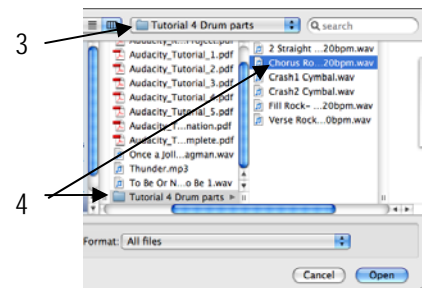 3
Tutorial 4 Drum parts
search
Audacity_Tutorial_1.pdf
Audacity_Tutorial_2.pdf
Audacity_Tutorial_3.pdf
Audacity_Tutorial_4.pdf
Audacity_Tutorial_5.pdf
Audacity_T...nation.pdf
Audacity_T...mplete.pdf
Once a Joll...agman.wav
Thunder.mp3
To Be Or N...o Be 1.wav
Tutorial 4 Drum parts
2 Straight ...20bpm.wav
Chorus Ro...20bpm.wav
Crash1 Cymbal.wav
Crash2 Cymbal.wav
Fill Rock- ...20bpm.wav
Verse Rock...0bpm.wav
4
Format: All files
Cancel Open